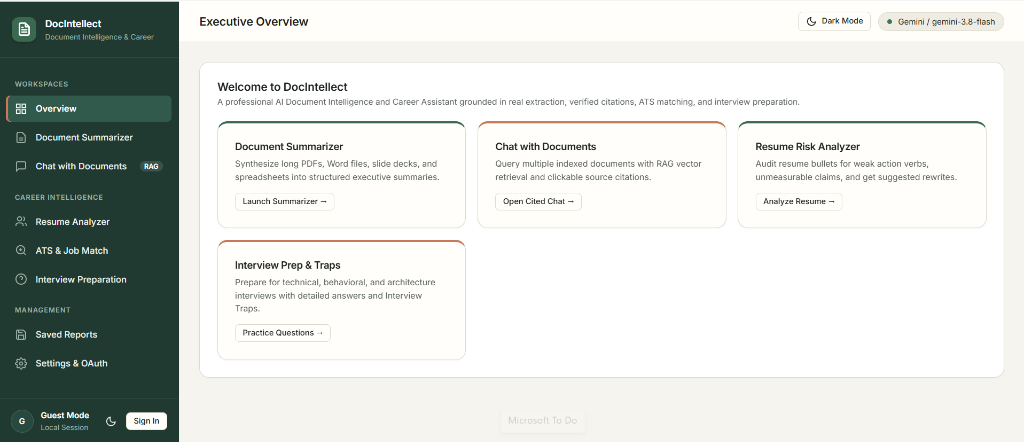 DocIntellect
Document Intelligence & Career
WORKSPACES
Overview
Document Summarizer
Chat with Documents RAG
CAREER INTELLIGENCE
Resume Analyzer
ATS & Job Match
Interview Preparation
MANAGEMENT
Saved Reports
Settings & OAuth
G
Guest Mode
Local Session
Sign In
Executive Overview
Dark Mode
Gemini / gemini-3.8-flash
Welcome to DocIntellect
A professional AI Document Intelligence and Career Assistant grounded in real extraction, verified citations, ATS matching, and interview preparation.
Document Summarizer
Synthesize long PDFs, Word files, slide decks, and
spreadsheets into structured executive summaries.
Launch Summarizer →
Chat with Documents
Query multiple indexed documents with RAG vector
retrieval and clickable source citations.
Open Cited Chat →
Resume Risk Analyzer
Audit resume bullets for weak action verbs,
unmeasurable claims, and get suggested rewrites.
Analyze Resume →
Interview Prep & Traps
Prepare for technical, behavioral, and architecture
interviews with detailed answers and Interview
Traps.
Practice Questions →
Microsoft To Do